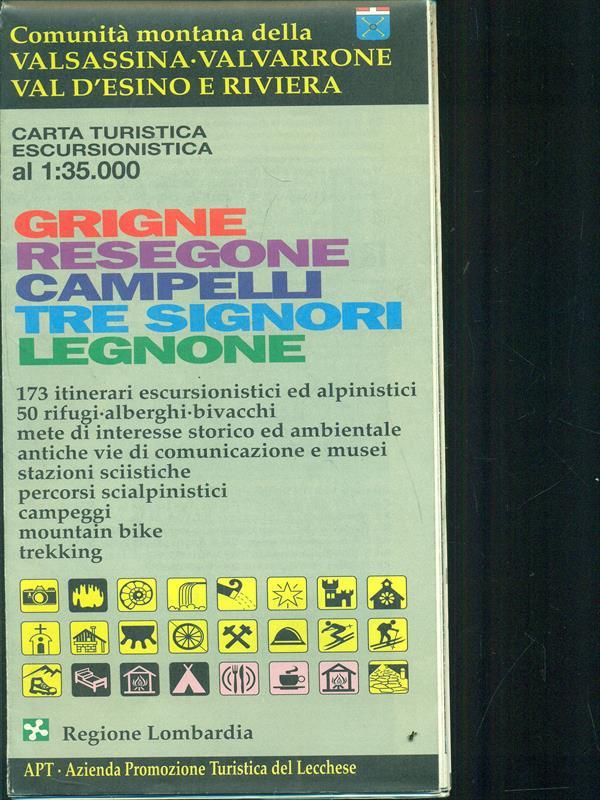 Comunità montana della
VALSASSINA·VALVARRONE
VAL D'ESINO E RIVIERA
CARTA TURISTICA
ESCURSIONISTICA
al 1:35.000
GRIGNE
RESEGONE
CAMPELLI
TRE SIGNORI
LEGNONE
173 itinerari escursionistici ed alpinistici
50 rifugi·alberghi·bivacchi
mete di interesse storico ed ambientale
antiche vie di comunicazione e musei
stazioni sciistiche
percorsi scialpinistici
campeggi
mountain bike
trekking
Regione Lombardia
APT · Azienda Promozione Turistica del Lecchese